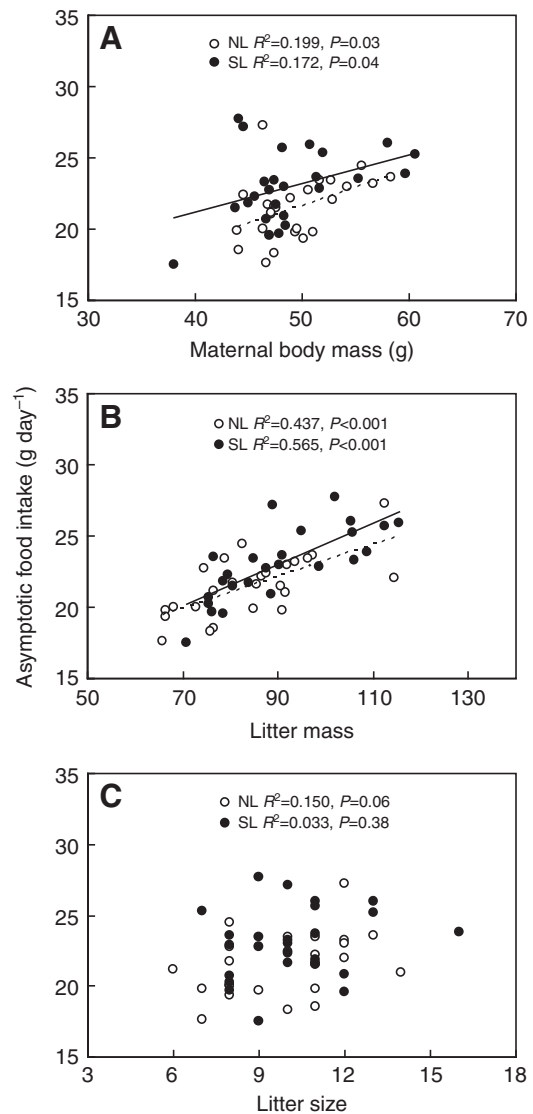 A
NL R²=0.199, P=0.03
SL R²=0.172, P=0.04
35
30
25
20
15
30 40 50 60 70
Maternal body mass (g)
Asymptotic food intake (g day⁻¹)
B
NL R²=0.437, P<0.001
SL R²=0.565, P<0.001
35
30
25
20
15
50 70 90 110 130
Litter mass
C
NL R²=0.150, P=0.06
SL R²=0.033, P=0.38
35
30
25
20
15
3 6 9 12 15 18
Litter size